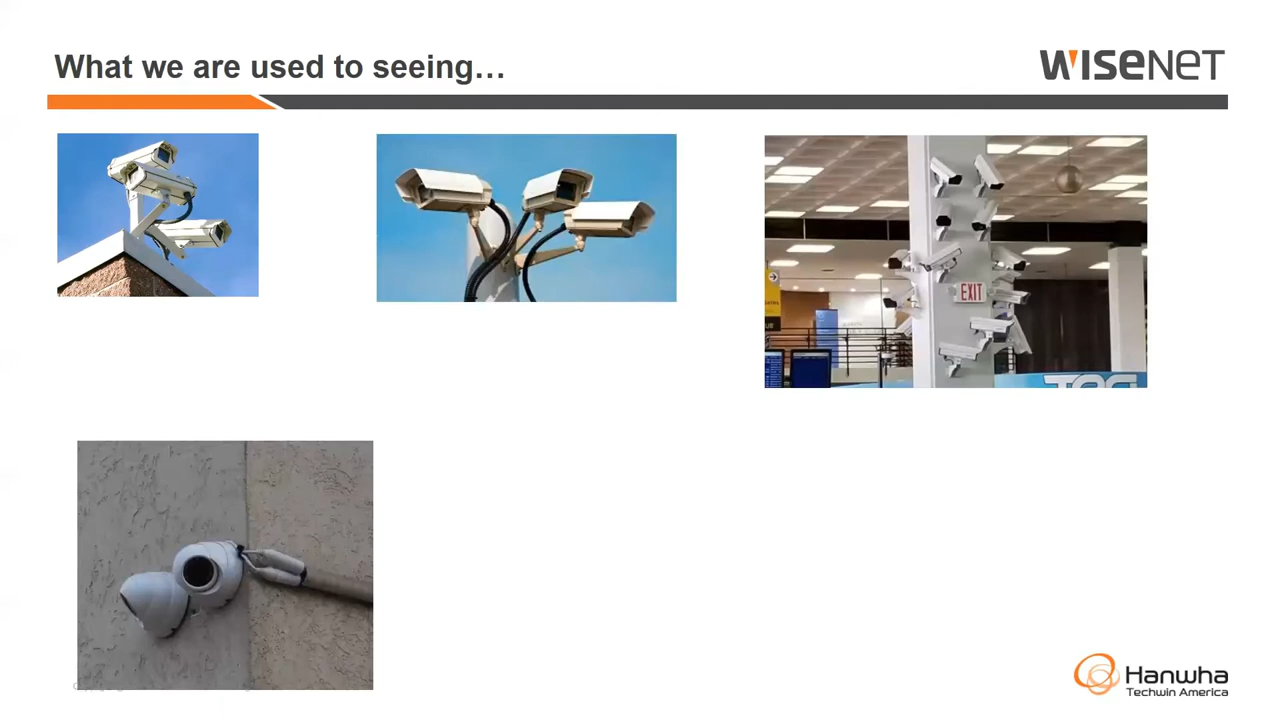 What we are used to seeing…
WISENET
EXIT
Hanwha
Techwin America